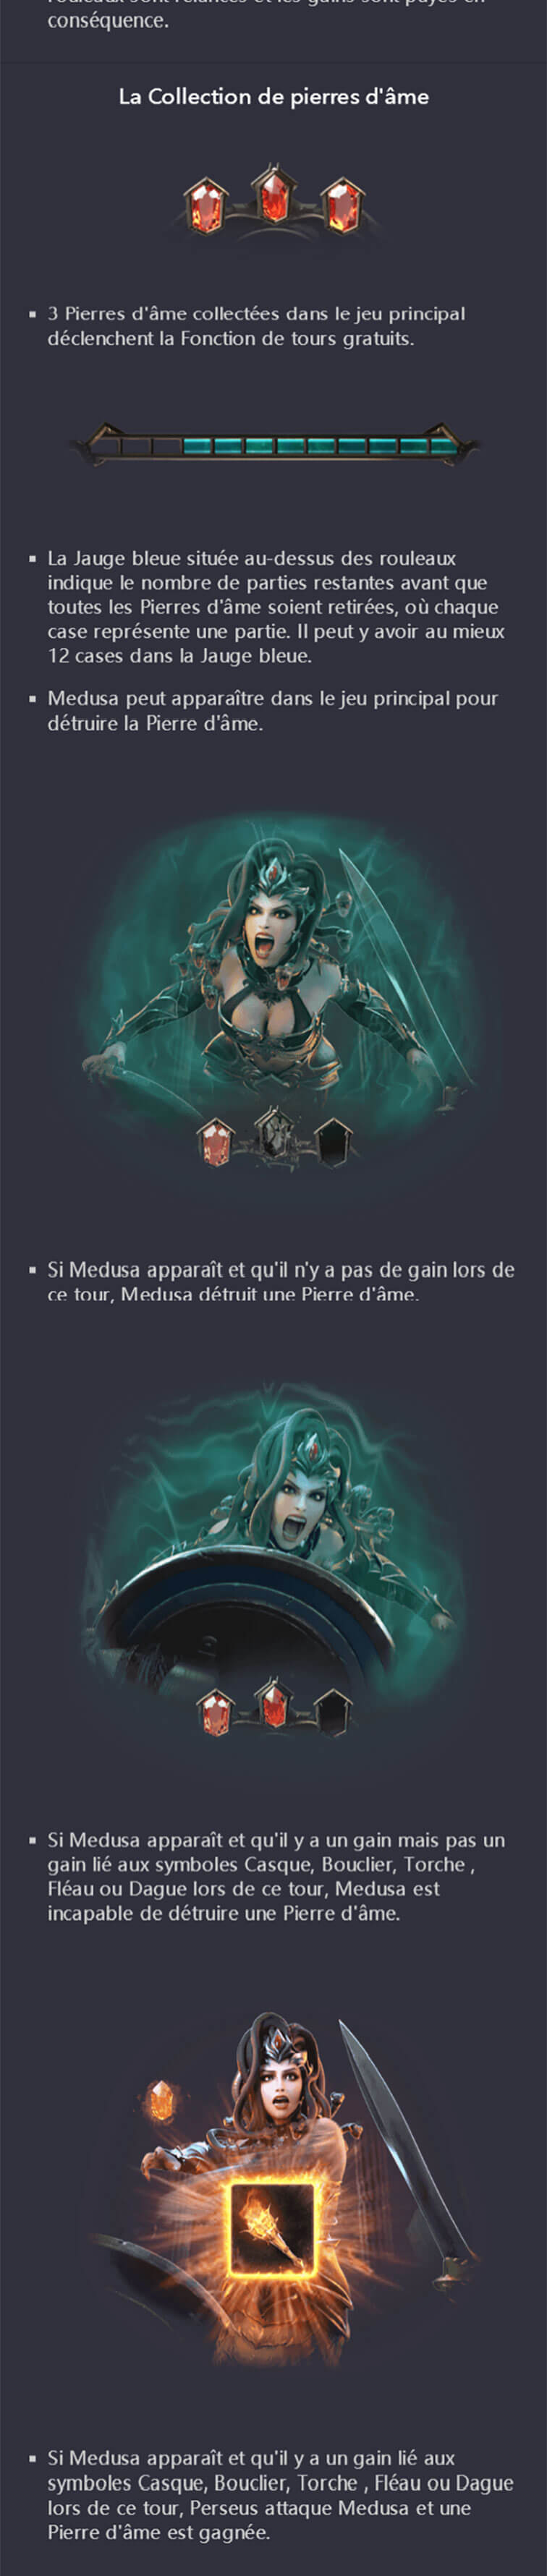 conséquence.
La Collection de pierres d'âme
▪ 3 Pierres d'âme collectées dans le jeu principal
déclenchent la Fonction de tours gratuits.
▪ La Jauge bleue située au-dessus des rouleaux
indique le nombre de parties restantes avant que
toutes les Pierres d'âme soient retirées, où chaque
case représente une partie. Il peut y avoir au mieux
12 cases dans la Jauge bleue.
▪ Medusa peut apparaître dans le jeu principal pour
détruire la Pierre d'âme.
▪ Si Medusa apparaît et qu'il n'y a pas de gain lors de
ce tour, Medusa détruit une Pierre d'âme.
▪ Si Medusa apparaît et qu'il y a un gain mais pas un
gain lié aux symboles Casque, Bouclier, Torche ,
Fléau ou Dague lors de ce tour, Medusa est
incapable de détruire une Pierre d'âme.
▪ Si Medusa apparaît et qu'il y a un gain lié aux
symboles Casque, Bouclier, Torche , Fléau ou Dague
lors de ce tour, Perseus attaque Medusa et une
Pierre d'âme est gagnée.